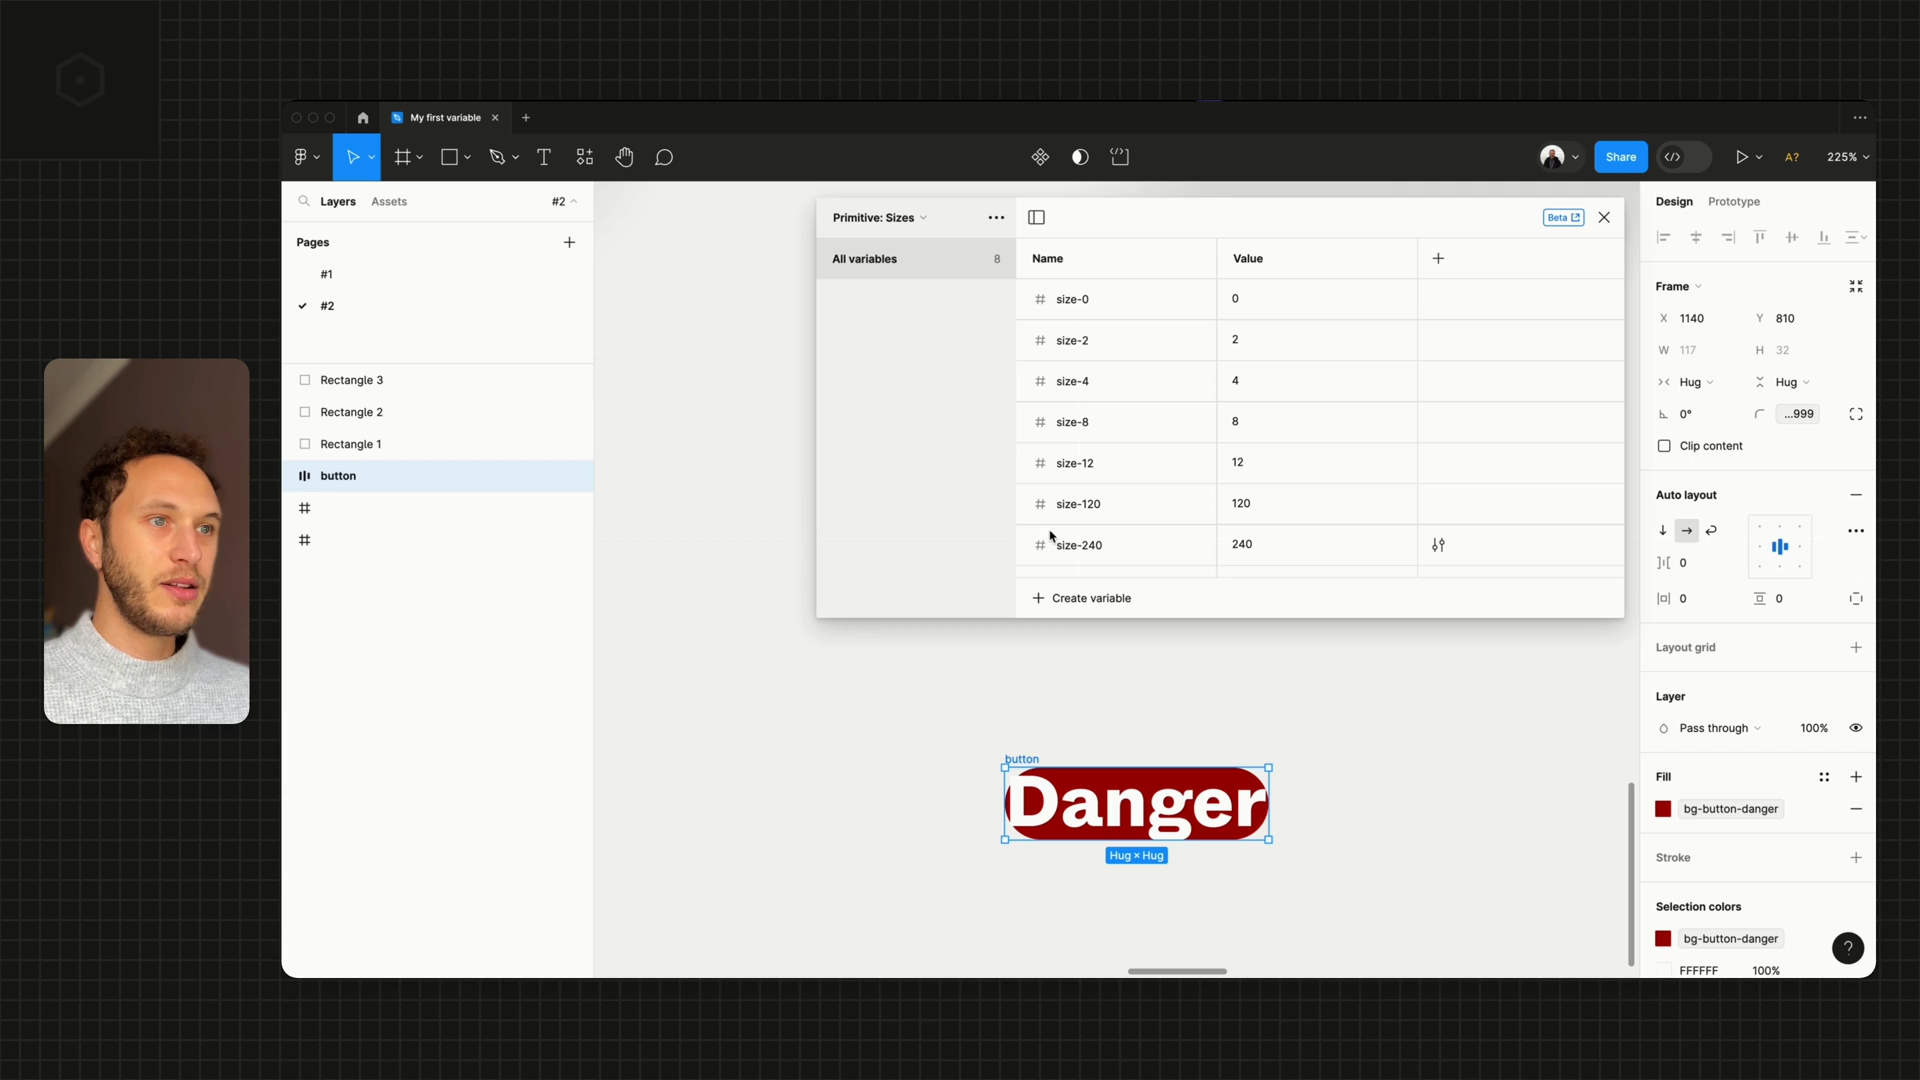 My first variable
Share
A?
225%
Layers
Assets
#2
Pages
#1
#2
Rectangle 3
Rectangle 2
Rectangle 1
button
Primitive: Sizes
Beta
All variables
8
Name
Value
size-0
0
size-2
2
size-4
4
size-8
8
size-12
12
size-120
120
size-240
240
Create variable
button
Danger
Hug × Hug
Design
Prototype
Frame
X
1140
Y
810
W
117
H
32
Hug
Hug
0°
...999
Clip content
Auto layout
0
0
0
Layout grid
Layer
Pass through
100%
Fill
bg-button-danger
Stroke
Selection colors
bg-button-danger
FFFFFF
100%
?